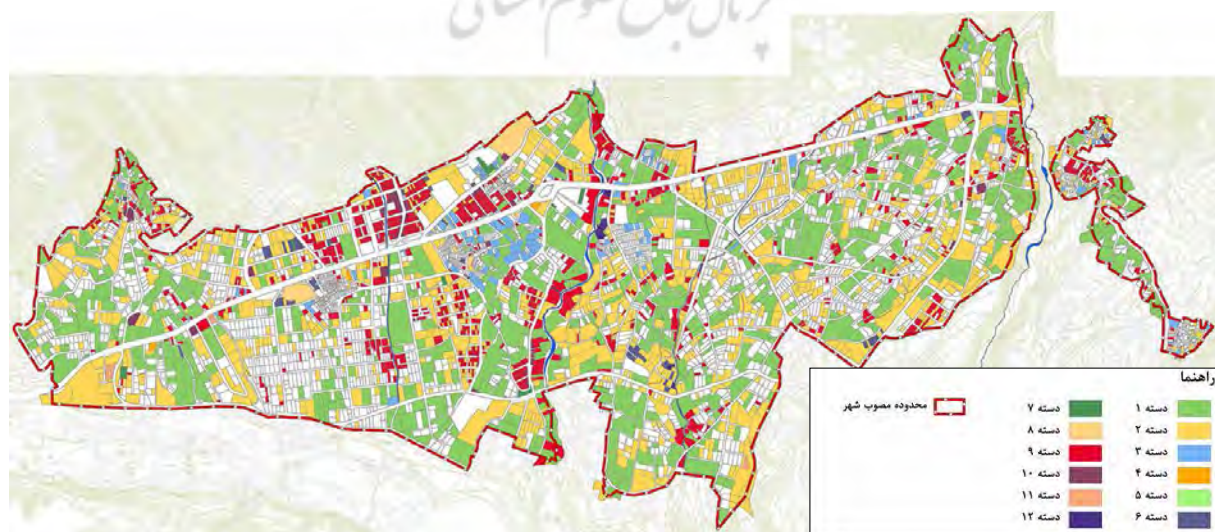 راهنما
دسته ۱
دسته ۲
دسته ۳
دسته ۴
دسته ۵
دسته ۶
دسته ۷
دسته ۸
دسته ۹
دسته ۱۰
دسته ۱۱
دسته ۱۲
محدوده مصوب شهر